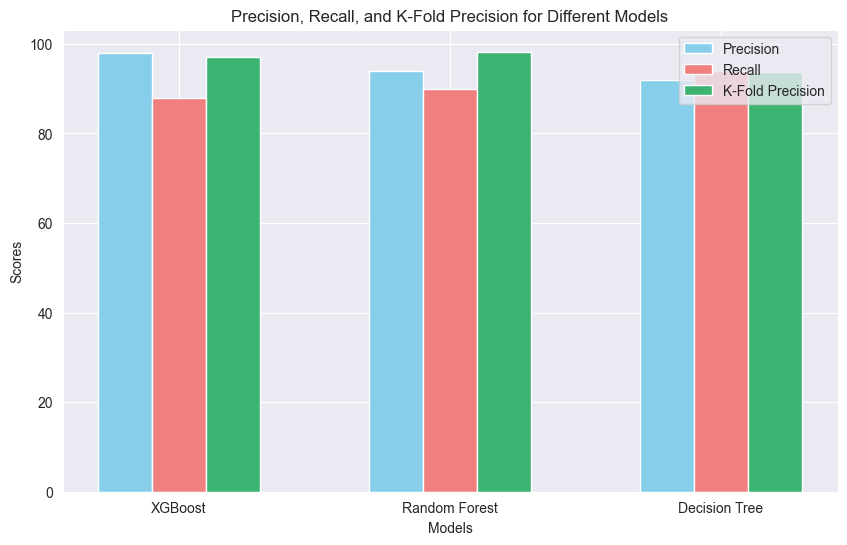 Precision, Recall, and K-Fold Precision for Different Models
Precision
Recall
K-Fold Precision
Scores
100
80
60
40
20
0
XGBoost
Random Forest
Decision Tree
Models